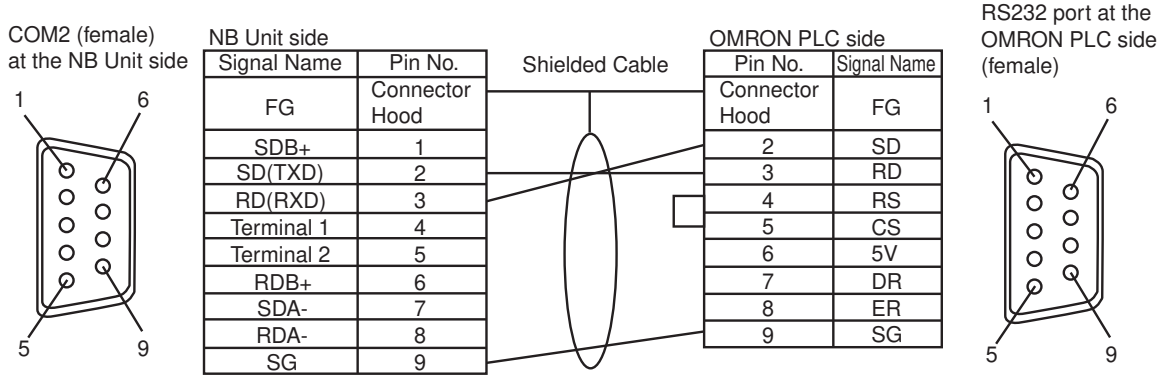 COM2 (female)
at the NB Unit side
1
6
5
9
NB Unit side
Signal Name Pin No.
FG Connector
Hood
SDB+ 1
SD(TXD) 2
RD(RXD) 3
Terminal 1 4
Terminal 2 5
RDB+ 6
SDA- 7
RDA- 8
SG 9
Shielded Cable
OMRON PLC side
Pin No. Signal Name
Connector
Hood FG
2 SD
3 RD
4 RS
5 CS
6 5V
7 DR
8 ER
9 SG
RS232 port at the
OMRON PLC side
(female)
1
6
5
9